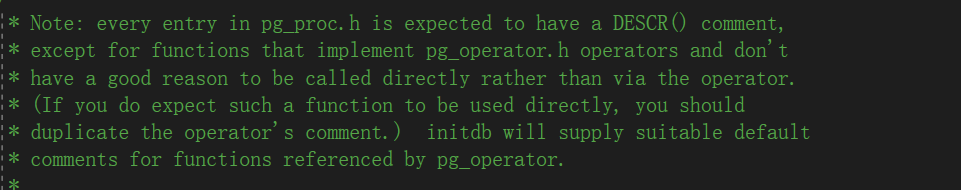 * Note: every entry in pg_proc.h is expected to have a DESCR() comment,
* except for functions that implement pg_operator.h operators and don't
* have a good reason to be called directly rather than via the operator.
* (If you do expect such a function to be used directly, you should
* duplicate the operator's comment.)  initdb will supply suitable default
* comments for functions referenced by pg_operator.
*